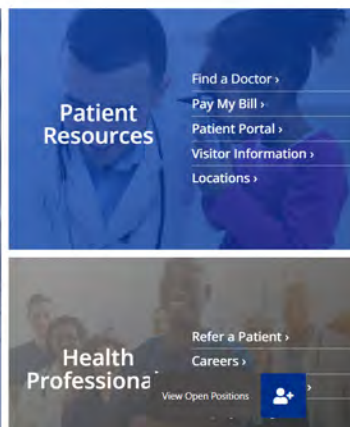 Patient
Resources
Find a Doctor ›
Pay My Bill ›
Patient Portal ›
Visitor Information ›
Locations ›
Health
Professiona
Refer a Patient ›
Careers ›
View Open Positions